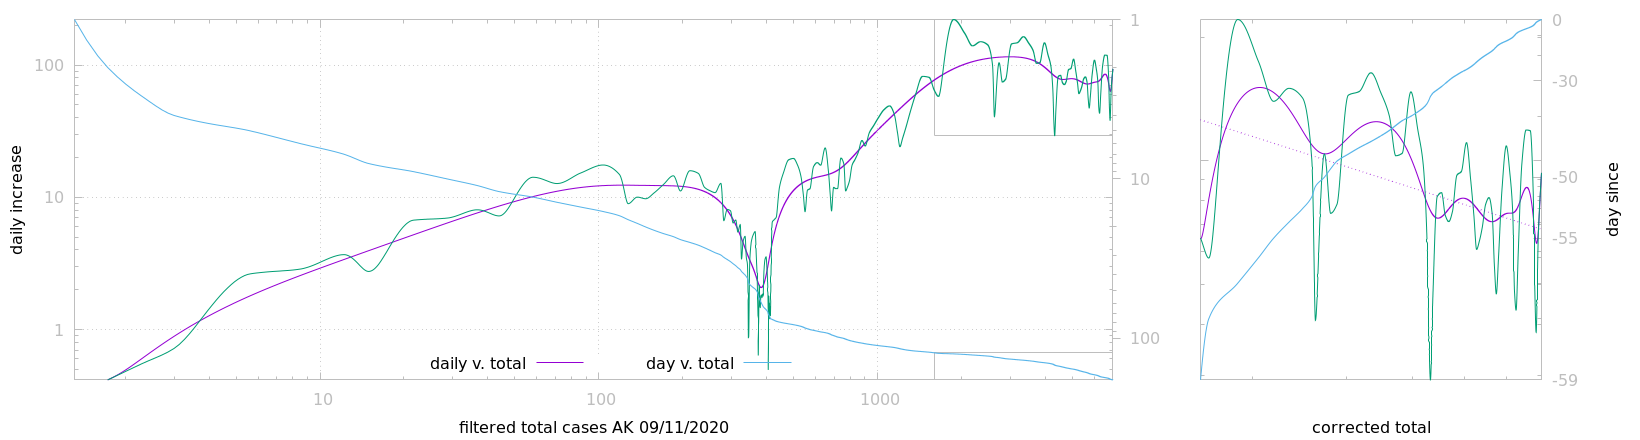 daily increase
100
10
1
10
100
1000
filtered total cases AK 09/11/2020
daily v. total
day v. total
1
10
100
0
-30
-50
-55
-59
day since
corrected total